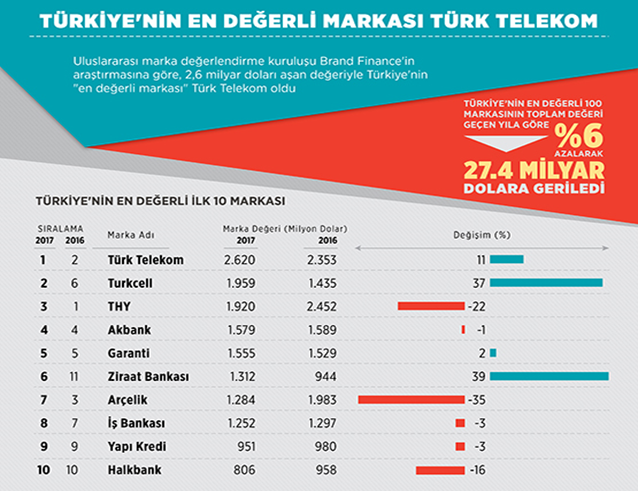 TÜRKİYE'NİN EN DEĞERLİ MARKASI TÜRK TELEKOM
Uluslararası marka değerlendirme kuruluşu Brand Finance'in
araştırmasına göre, 2,6 milyar doları aşan değeriyle Türkiye'nin
"en değerli markası" Türk Telekom oldu
TÜRKİYE'NİN EN DEĞERLİ 100
MARKASININ TOPLAM DEĞERİ
GEÇEN YILA GÖRE %6
AZALARAK
27.4 MİLYAR
DOLARA GERİLEDİ
TÜRKİYE'NİN EN DEĞERLİ İLK 10 MARKASI
SIRALAMA Marka Adı Marka Değeri (Milyon Dolar) Değişim (%)
2017 2016 2017 2016
1 2 Türk Telekom 2.620 2.353 11
2 6 Turkcell 1.959 1.435 37
3 1 THY 1.920 2.452 -22
4 4 Akbank 1.579 1.589 -1
5 5 Garanti 1.555 1.529 2
6 11 Ziraat Bankası 1.312 944 39
7 3 Arçelik 1.284 1.983 -35
8 7 İş Bankası 1.252 1.297 -3
9 9 Yapı Kredi 951 980 -3
10 10 Halkbank 806 958 -16